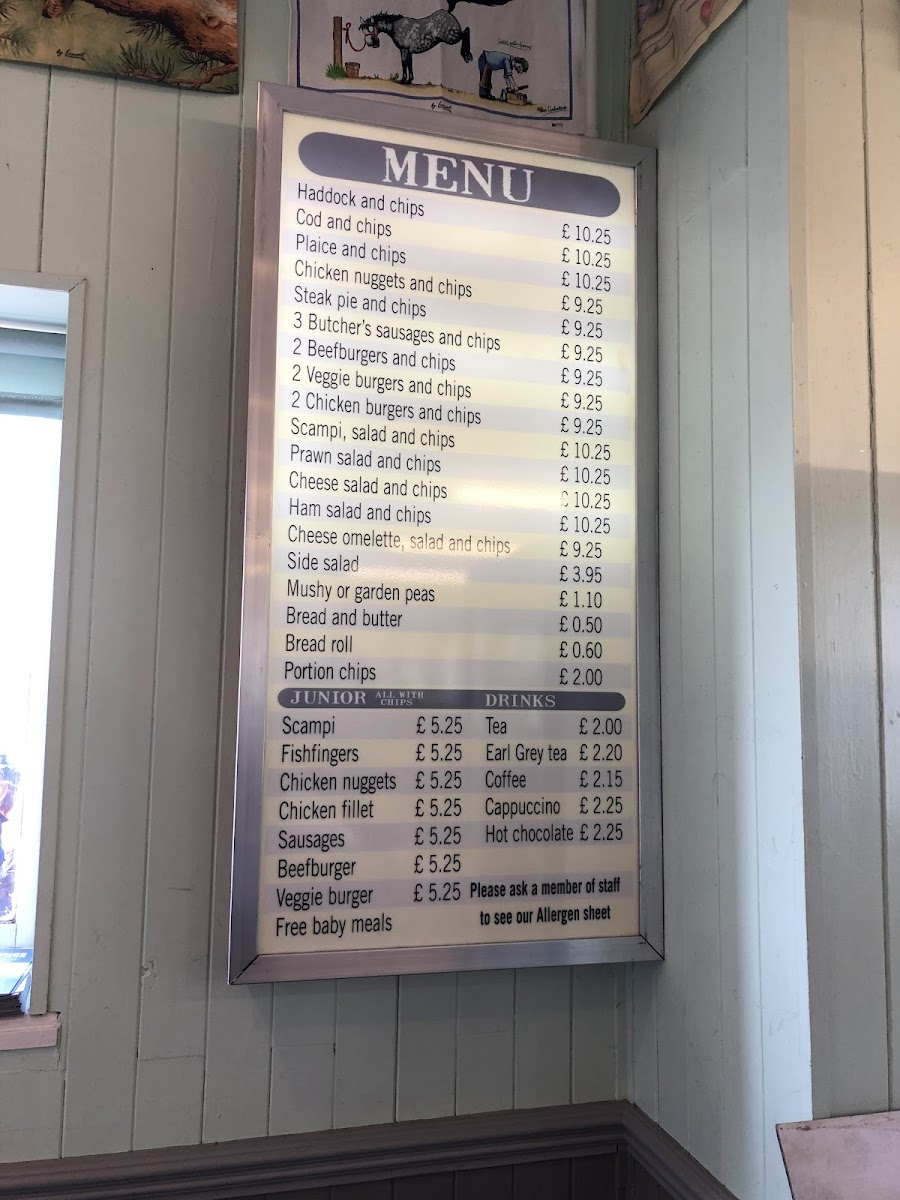 MENU
Haddock and chips £ 10.25
Cod and chips £ 10.25
Plaice and chips £ 10.25
Chicken nuggets and chips £ 9.25
Steak pie and chips £ 9.25
3 Butcher's sausages and chips £ 9.25
2 Beefburgers and chips £ 9.25
2 Veggie burgers and chips £ 9.25
2 Chicken burgers and chips £ 9.25
Scampi, salad and chips £ 10.25
Prawn salad and chips £ 10.25
Cheese salad and chips £ 10.25
Ham salad and chips £ 10.25
Cheese omelette, salad and chips £ 9.25
Side salad £ 3.95
Mushy or garden peas £ 1.10
Bread and butter £ 0.50
Bread roll £ 0.60
Portion chips £ 2.00
JUNIOR ALL WITH CHIPS
Scampi £ 5.25
Fishfingers £ 5.25
Chicken nuggets £ 5.25
Chicken fillet £ 5.25
Sausages £ 5.25
Beefburger £ 5.25
Veggie burger £ 5.25
Free baby meals
DRINKS
Tea £ 2.00
Earl Grey tea £ 2.20
Coffee £ 2.15
Cappuccino £ 2.25
Hot chocolate £ 2.25
Please ask a member of staff
to see our Allergen sheet